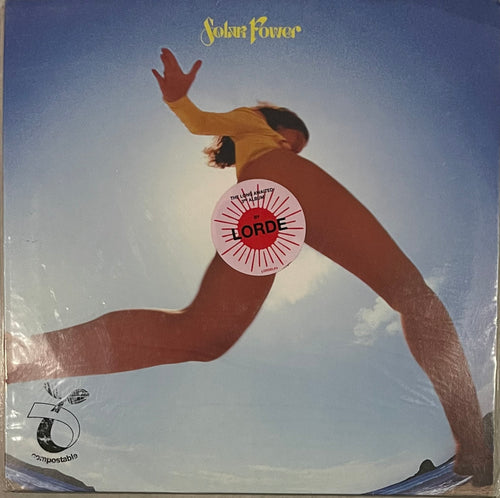 Solar Power
THE LONG AWAITED
3RD ALBUM
BY
LORDE
compostable